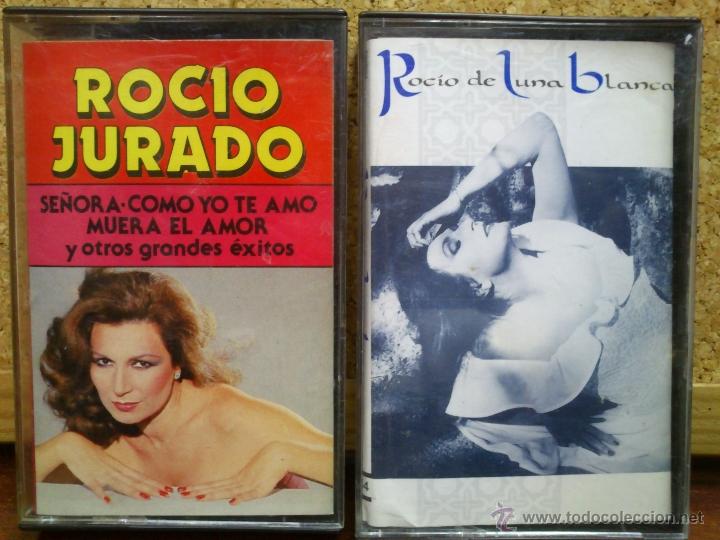 ROCIO
JURADO
SEÑORA·COMO YO TE AMO
MUERA EL AMOR
y otros grandes éxitos
Rocío de luna blanca
4
© www.todocoleccion.net